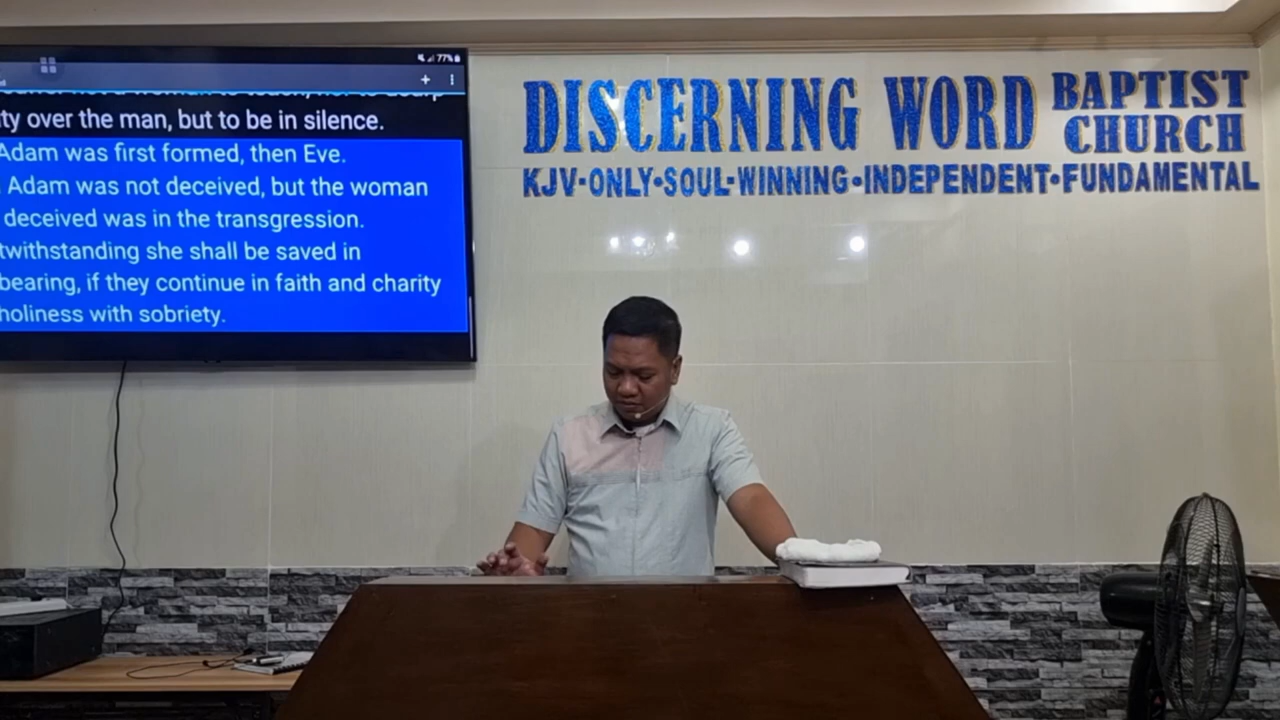 77%
ty over the man, but to be in silence.
Adam was first formed, then Eve.
Adam was not deceived, but the woman
deceived was in the transgression.
twithstanding she shall be saved in
bearing, if they continue in faith and charity
holiness with sobriety.
DISCERNING WORD BAPTIST CHURCH
KJV-ONLY•SOUL-WINNING•INDEPENDENT•FUNDAMENTAL